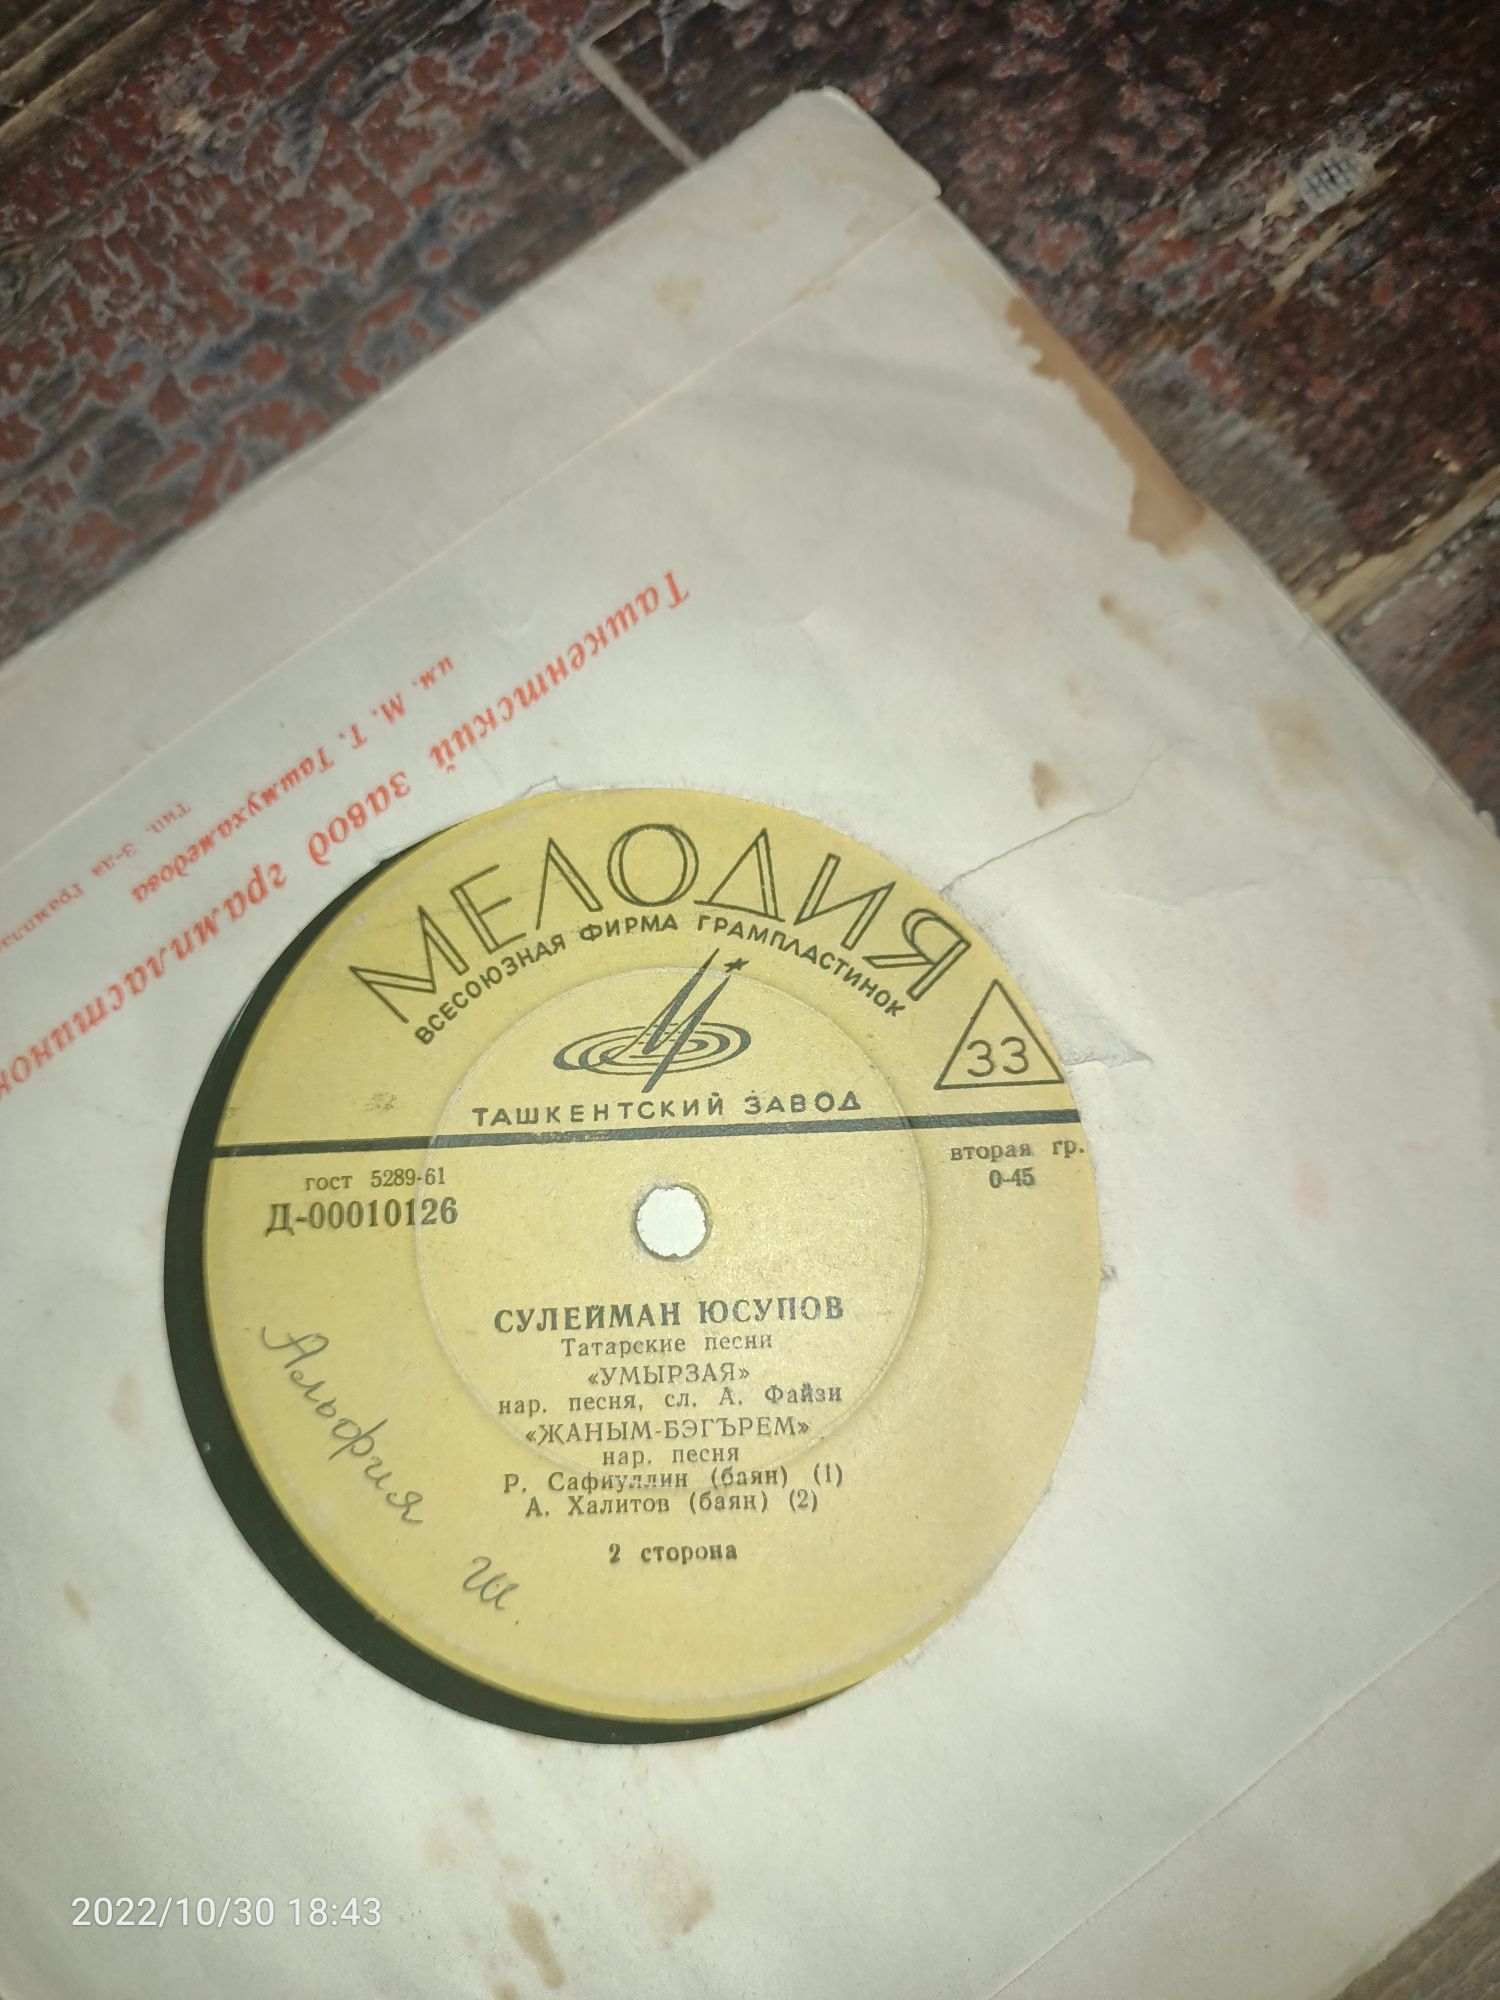 Ташкентский завод грампластинок
им. М. Т. Ташмухамедова
Тип. З-да
МЕЛОДИЯ
ВСЕСОЮЗНАЯ ФИРМА ГРАМПЛАСТИНОК
33
ТАШКЕНТСКИЙ ЗАВОД
гост 5289-61
Д-00010126
вторая гр.
0-45
СУЛЕЙМАН ЮСУПОВ
Татарские песни
«УМЫРЗАЯ»
нар. песня, сл. А. Файзи
«ЖАНЫМ-БЭГЪРЕМ»
нар. песня
Р. Сафиуллин (баян) (1)
А. Халитов (баян) (2)
2 сторона
Альфия Ш.
2022/10/30 18:43